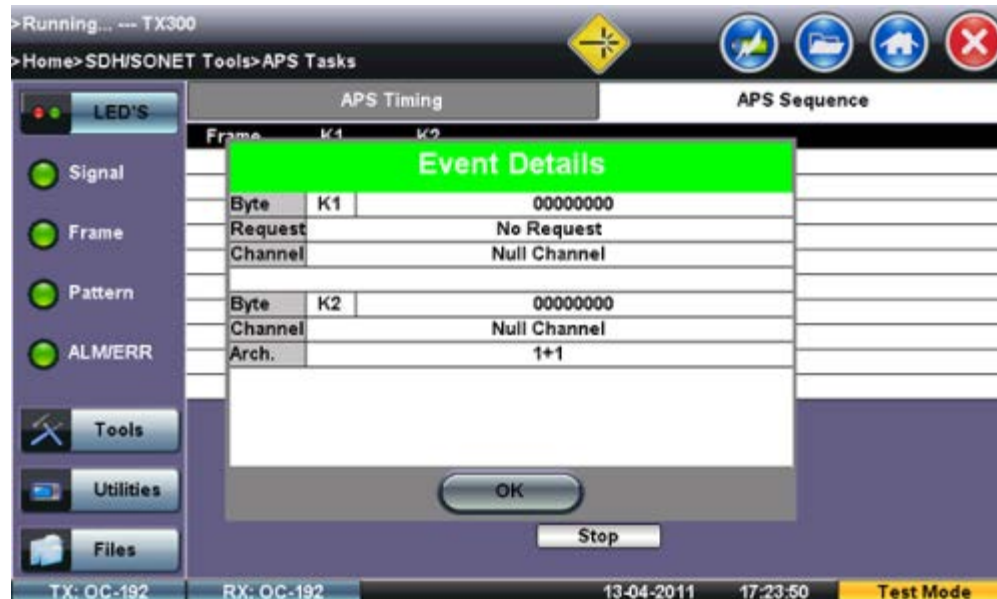 >Running... --- TX300
>Home>SDH/SONET Tools>APS Tasks
LED'S
APS Timing
APS Sequence
Frame K1 K2
Event Details
Signal
Byte K1 00000000
Frame
Request No Request
Channel Null Channel
Pattern
Byte K2 00000000
Channel Null Channel
ALM/ERR
Arch. 1+1
Tools
Utilities
OK
Stop
Files
TX: OC-192 RX: OC-192 13-04-2011 17:23:50 Test Mode